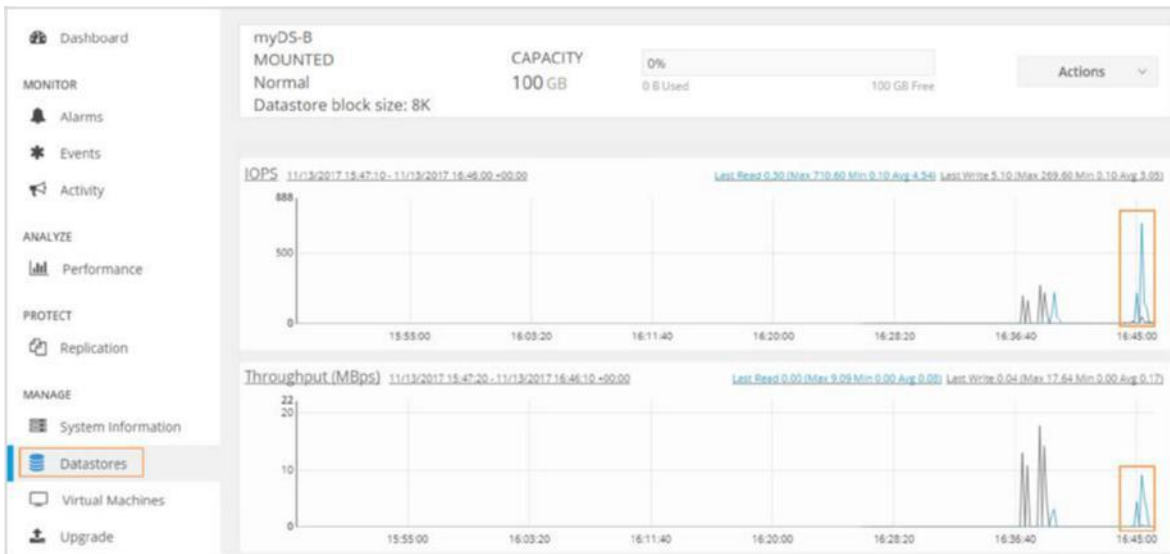 Dashboard
MONITOR
Alarms
Events
Activity
ANALYZE
Performance
PROTECT
Replication
MANAGE
System Information
Datastores
Virtual Machines
Upgrade
myDS-B
MOUNTED
Normal
Datastore block size: 8K
CAPACITY
100 GB
0%
0 B Used
100 GB Free
Actions
IOPS 11/13/2017 15:47:10 - 11/13/2017 16:46:00 +00:00
Last Read 0.30 (Max 710.60 Min 0.10 Avg 4.54) Last Write 5.10 (Max 269.60 Min 0.10 Avg 3.05)
888
500
0
15:55:00 16:03:20 16:11:40 16:20:00 16:28:20 16:36:40 16:45:00
Throughput (MBps) 11/13/2017 15:47:20 - 11/13/2017 16:46:10 +00:00
Last Read 0.00 (Max 9.09 Min 0.00 Avg 0.08) Last Write 0.04 (Max 17.64 Min 0.00 Avg 0.17)
22
20
10
0
15:55:00 16:03:20 16:11:40 16:20:00 16:28:20 16:36:40 16:45:00